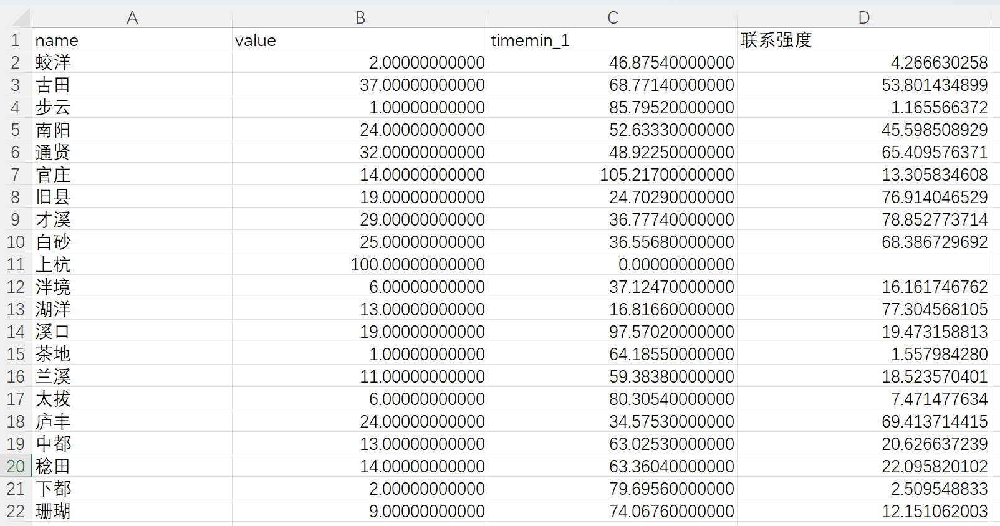 A B C D
1 name value timemin_1 联系强度
2 蛟洋 2.00000000000 46.87540000000 4.266630258
3 古田 37.00000000000 68.77140000000 53.801434899
4 步云 1.00000000000 85.79520000000 1.165566372
5 南阳 24.00000000000 52.63330000000 45.598508929
6 通贤 32.00000000000 48.92250000000 65.409576371
7 官庄 14.00000000000 105.21700000000 13.305834608
8 旧县 19.00000000000 24.70290000000 76.914046529
9 才溪 29.00000000000 36.77740000000 78.852773714
10 白砂 25.00000000000 36.55680000000 68.386729692
11 上杭 100.00000000000 0.00000000000
12 泮境 6.00000000000 37.12470000000 16.161746762
13 湖洋 13.00000000000 16.81660000000 77.304568105
14 溪口 19.00000000000 97.57020000000 19.473158813
15 茶地 1.00000000000 64.18550000000 1.557984280
16 兰溪 11.00000000000 59.38380000000 18.523570401
17 太拔 6.00000000000 80.30540000000 7.471477634
18 庐丰 24.00000000000 34.57530000000 69.413714415
19 中都 13.00000000000 63.02530000000 20.626637239
20 稔田 14.00000000000 63.36040000000 22.095820102
21 下都 2.00000000000 79.69560000000 2.509548833
22 珊瑚 9.00000000000 74.06760000000 12.151062003